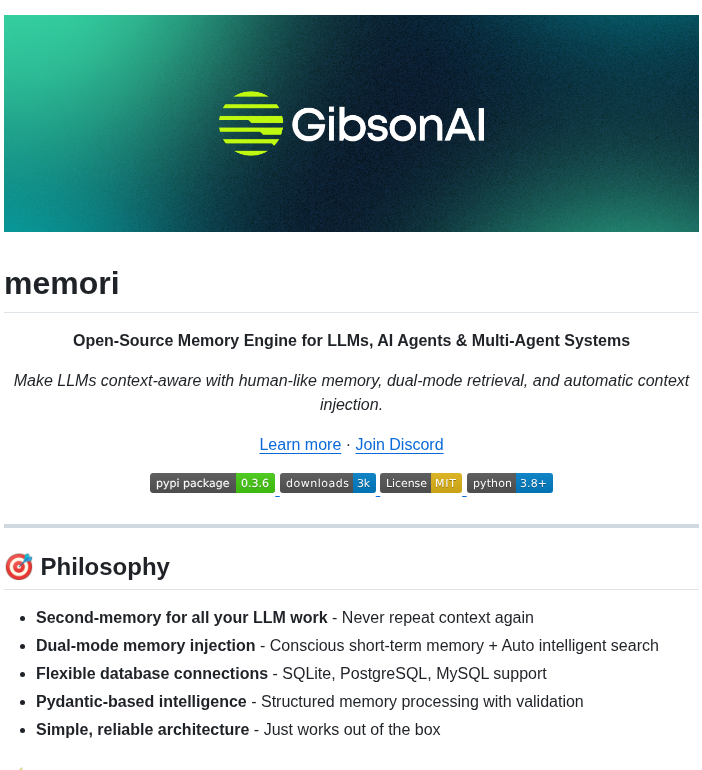 GibsonAI
memori
Open-Source Memory Engine for LLMs, AI Agents & Multi-Agent Systems
Make LLMs context-aware with human-like memory, dual-mode retrieval, and automatic context
injection.
Learn more · Join Discord
pypi package 0.3.6 downloads 3k License MIT python 3.8+
🎯 Philosophy
• Second-memory for all your LLM work - Never repeat context again
• Dual-mode memory injection - Conscious short-term memory + Auto intelligent search
• Flexible database connections - SQLite, PostgreSQL, MySQL support
• Pydantic-based intelligence - Structured memory processing with validation
• Simple, reliable architecture - Just works out of the box